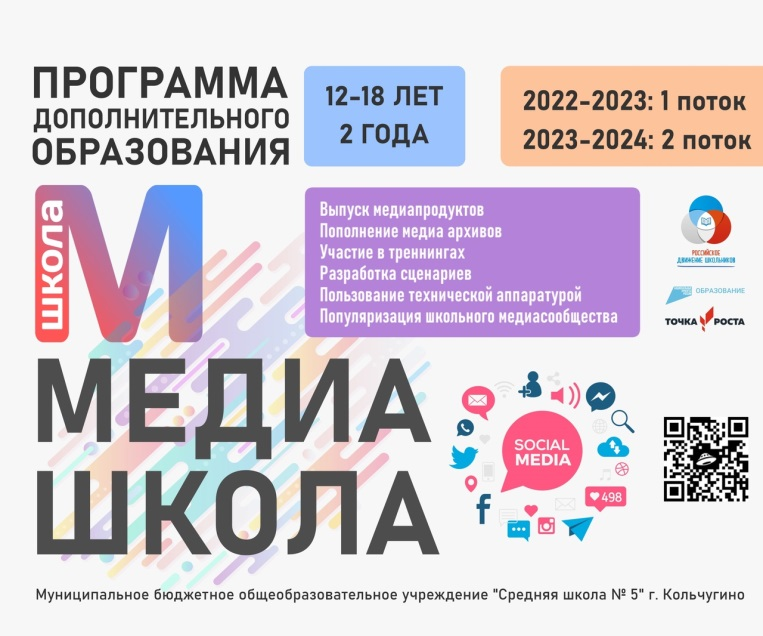 ПРОГРАММА
ДОПОЛНИТЕЛЬНОГО
ОБРАЗОВАНИЯ
12-18 ЛЕТ
2 ГОДА
2022-2023: 1 поток
2023-2024: 2 поток
школа
М
Выпуск медиапродуктов
Пополнение медиа архивов
Участие в треннингах
Разработка сценариев
Пользование технической аппаратурой
Популяризация школьного медиасообщества
РОССИЙСКОЕ
ДВИЖЕНИЕ ШКОЛЬНИКОВ
ОБРАЗОВАНИЕ
ТОЧКА РОСТА
МЕДИА
ШКОЛА
SOCIAL
MEDIA
498
Муниципальное бюджетное общеобразовательное учреждение "Средняя школа № 5" г. Кольчугино